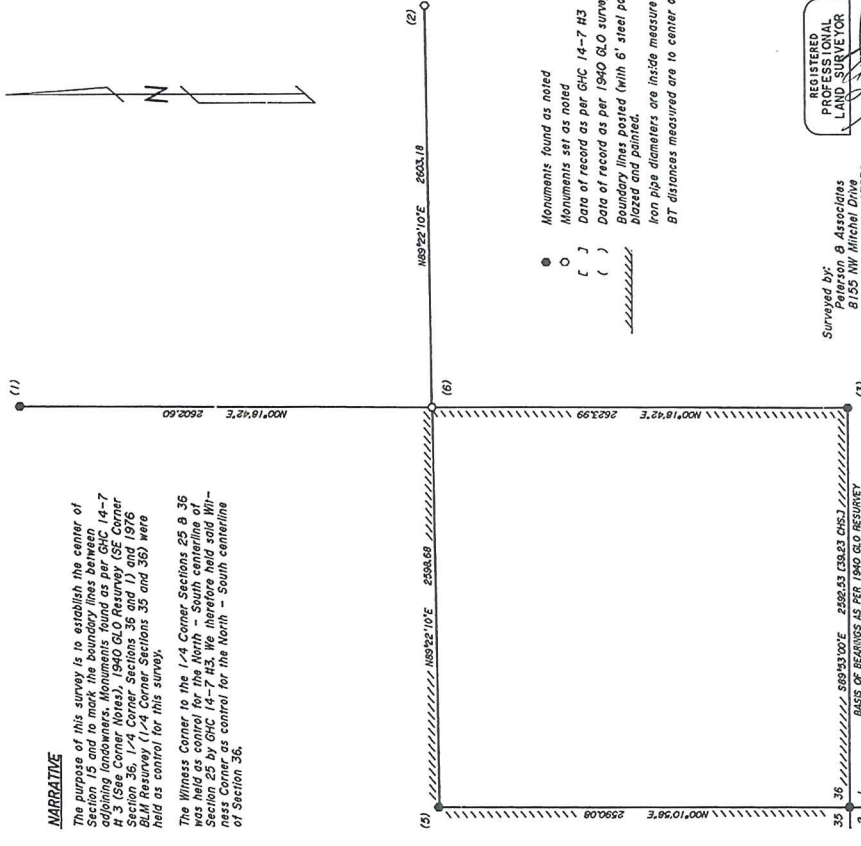 NARRATIVE
The purpose of this survey is to establish the center of
Section 15 and to mark the boundary lines between
adjoining landowners. Monuments found as per GHC 14-7
# 3 (See Corner Notes), 1940 GLO Resurvey (SE Corner
Section 36, 1/4 Corner Sections 36 and 1) and 1976
BLM Resurvey (1/4 Corner Sections 35 and 36) were
held as control for this survey.
The Witness Corner to the 1/4 Corner Sections 25 & 36
was held as control for the North - South centerline of
Section 25 by GHC 14-7 #3. We therefore held said Wit-
ness Corner as control for the North - South centerline
of Section 36.
(1)
N00°18'42"E 2602.60
N
(2)
N89°22'10"E 2603.18
(6)
(5)
N89°22'10"E 2598.68
N00°18'42"E 2623.99
N00°10'58"E 2590.08
S89°53'00"E 2592.53 [39.23 CHS.]
35 36
2 1
BASIS OF BEARINGS AS PER 1940 GLO RESURVEY
(3)
Monuments found as noted
Monuments set as noted
[ ] Data of record as per GHC 14-7 #3
( ) Data of record as per 1940 GLO
Boundary lines posted (with 6' steel
blazed and painted.
Iron pipe diameters are inside
BT distances measured are to center
Surveyed by:
Peterson & Associates
8155 NW Mitchel Drive
REGISTERED
PROFESSIONAL
LAND SURVEYOR